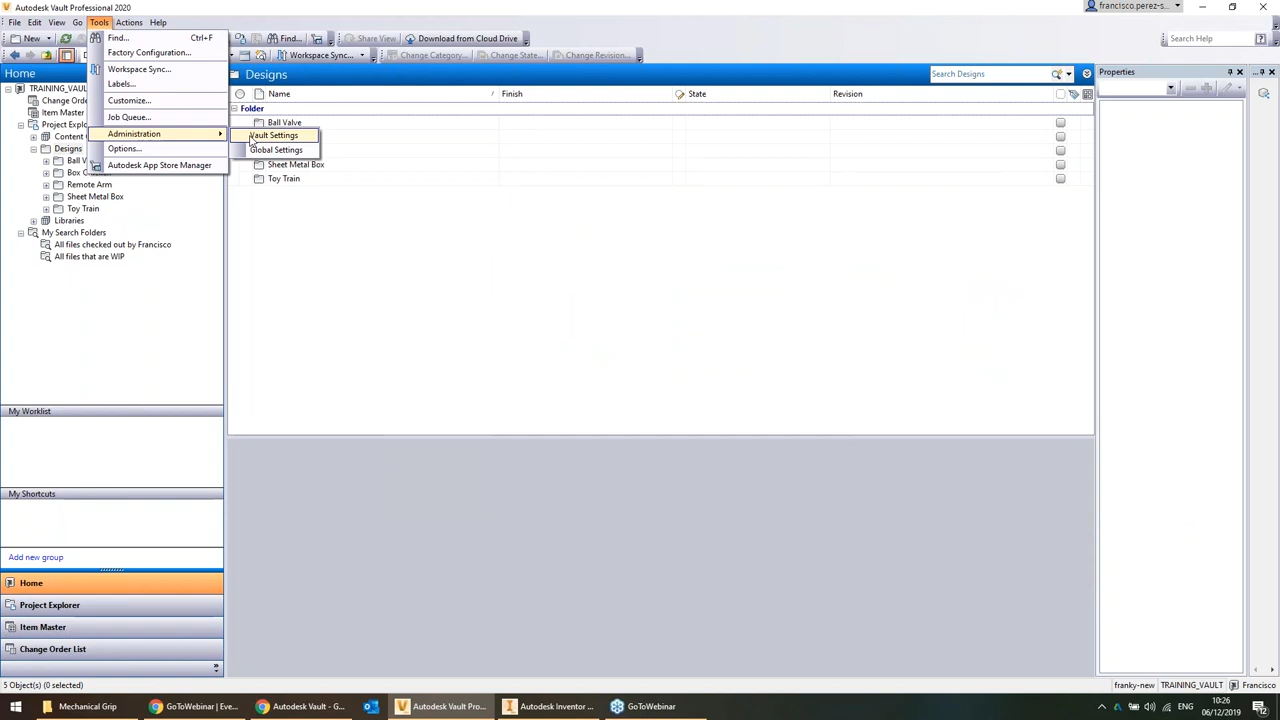 Autodesk Vault Professional 2020
francisco.perez-s...
File Edit View Go Tools Actions Help
New
Find...
Share View
Download from Cloud Drive
Search Help
Workspace Sync...
Change Category...
Change State...
Change Revision...
Find... Ctrl+F
Factory Configuration...
Workspace Sync...
Labels...
Customize...
Job Queue...
Administration
Options...
Autodesk App Store Manager
Vault Settings
Global Settings
Home
TRAINING_VAUL
Change Orde
Item Master
Project Explo
Content
Designs
Ball V
Box C
Remote Arm
Sheet Metal Box
Toy Train
Libraries
My Search Folders
All files checked out by Francisco
All files that are WIP
My Worklist
My Shortcuts
Add new group
Home
Project Explorer
Item Master
Change Order List
Designs
Search Designs
Name Finish State Revision
Folder
Ball Valve
Sheet Metal Box
Toy Train
Properties
5 Object(s) (0 selected)
franky-new TRAINING_VAULT Francisco
Mechanical Grip
GoToWebinar | Eve...
Autodesk Vault - G...
Autodesk Vault Pro...
Autodesk Inventor ...
GoToWebinar
10:26
06/12/2019